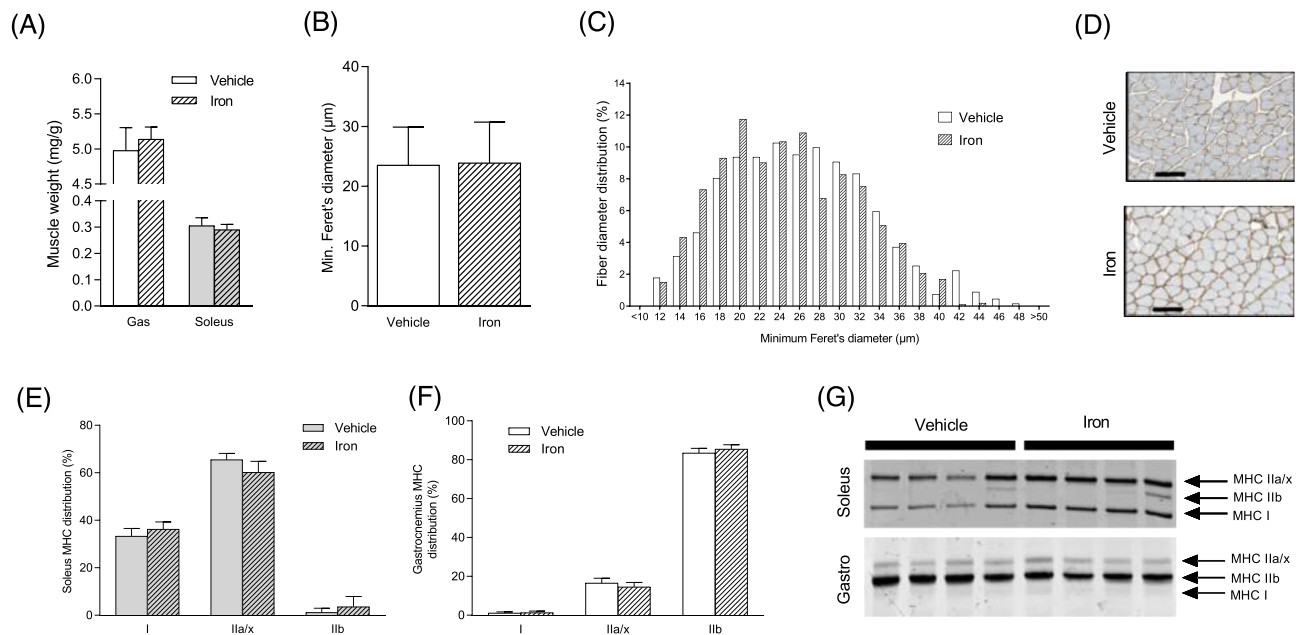 (A)
Muscle weight (mg/g)
6.0
5.5
5.0
4.5
0.4
0.3
0.2
0.1
0.0
Vehicle
Iron
Gas
Soleus
(B)
Min. Feret's diameter (µm)
40
30
20
10
0
Vehicle
Iron
(C)
Fiber diameter distribution (%)
14
12
10
8
6
4
2
0
Vehicle
Iron
<10 12 14 16 18 20 22 24 26 28 30 32 34 36 38 40 42 44 46 48 >50
Minimum Feret's diameter (µm)
(D)
Vehicle
Iron
(E)
Soleus MHC distribution (%)
80
60
40
20
0
Vehicle
Iron
I
IIa/x
IIb
(F)
Gastrocnemius MHC
distribution (%)
100
80
60
40
20
0
Vehicle
Iron
I
IIa/x
IIb
(G)
Vehicle
Iron
Soleus
MHC IIa/x
MHC IIb
MHC I
Gastro
MHC IIa/x
MHC IIb
MHC I